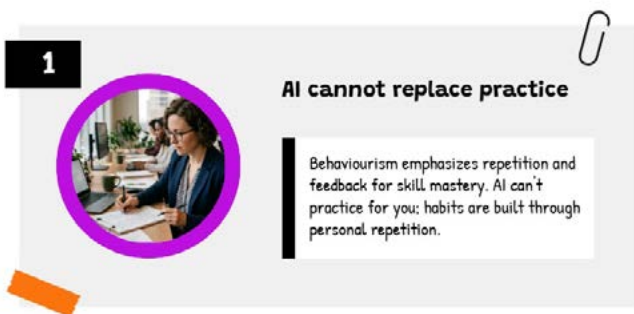 1
AI cannot replace practice
Behaviourism emphasizes repetition and
feedback for skill mastery. AI can't
practice for you; habits are built through
personal repetition.